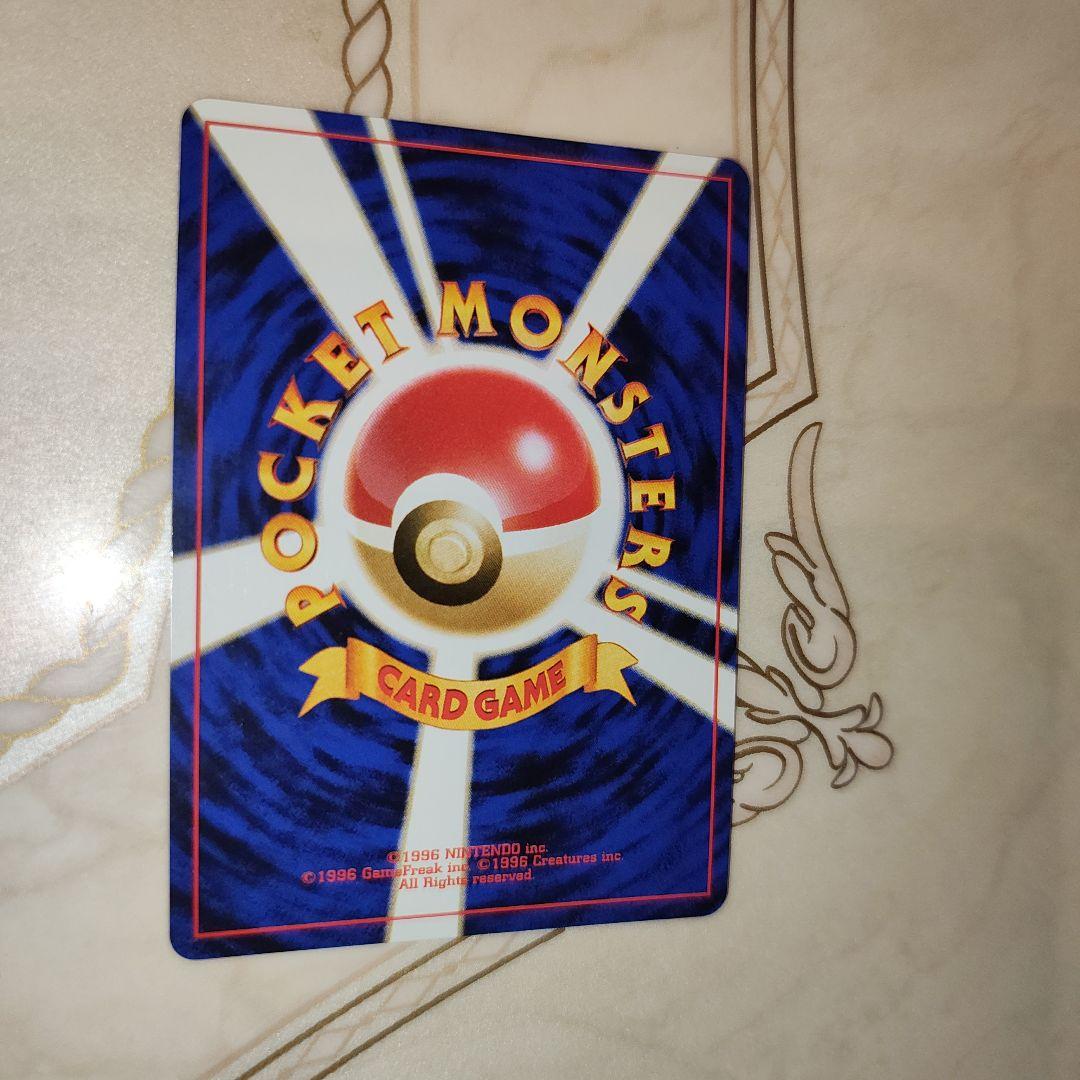 POCKET MONSTERS
CARD GAME
©1996 NINTENDO inc.
©1996 GameFreak inc. ©1996 Creatures inc.
All Rights reserved.